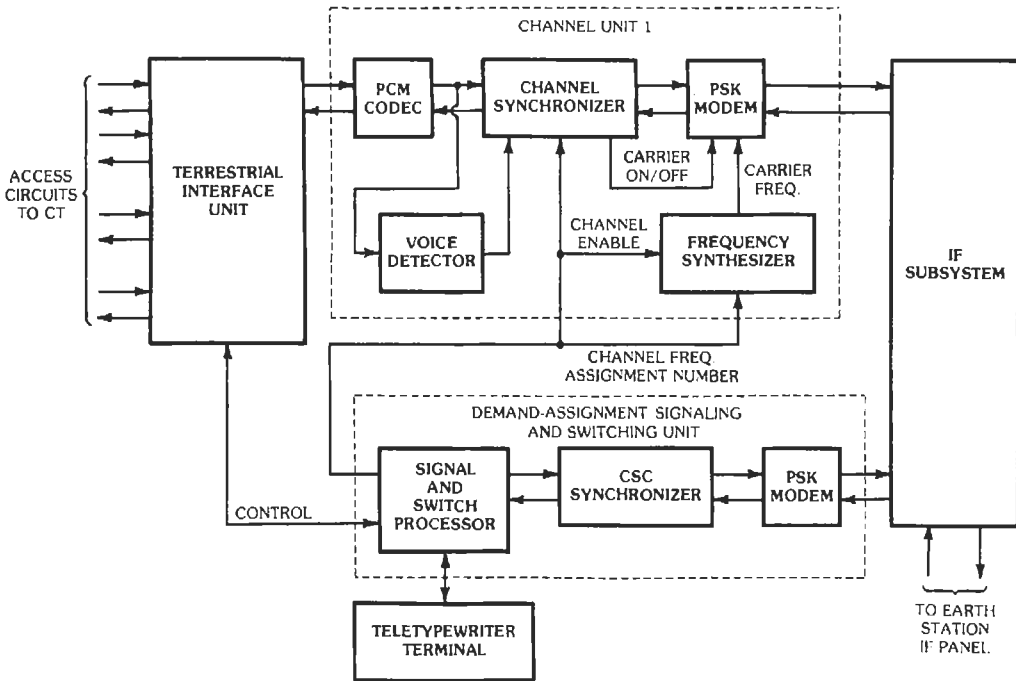 CHANNEL UNIT 1
ACCESS
CIRCUITS
TO CT
TERRESTRIAL
INTERFACE
UNIT
PCM
CODEC
CHANNEL
SYNCHRONIZER
PSK
MODEM
CARRIER
ON/OFF
CARRIER
FREQ.
VOICE
DETECTOR
CHANNEL
ENABLE
FREQUENCY
SYNTHESIZER
IF
SUBSYSTEM
CHANNEL FREQ.
ASSIGNMENT NUMBER
DEMAND-ASSIGNMENT SIGNALING
AND SWITCHING UNIT
SIGNAL
AND
SWITCH
PROCESSOR
CSC
SYNCHRONIZER
PSK
MODEM
CONTROL
TELETYPEWRITER
TERMINAL
TO EARTH
STATION
IF PANEL